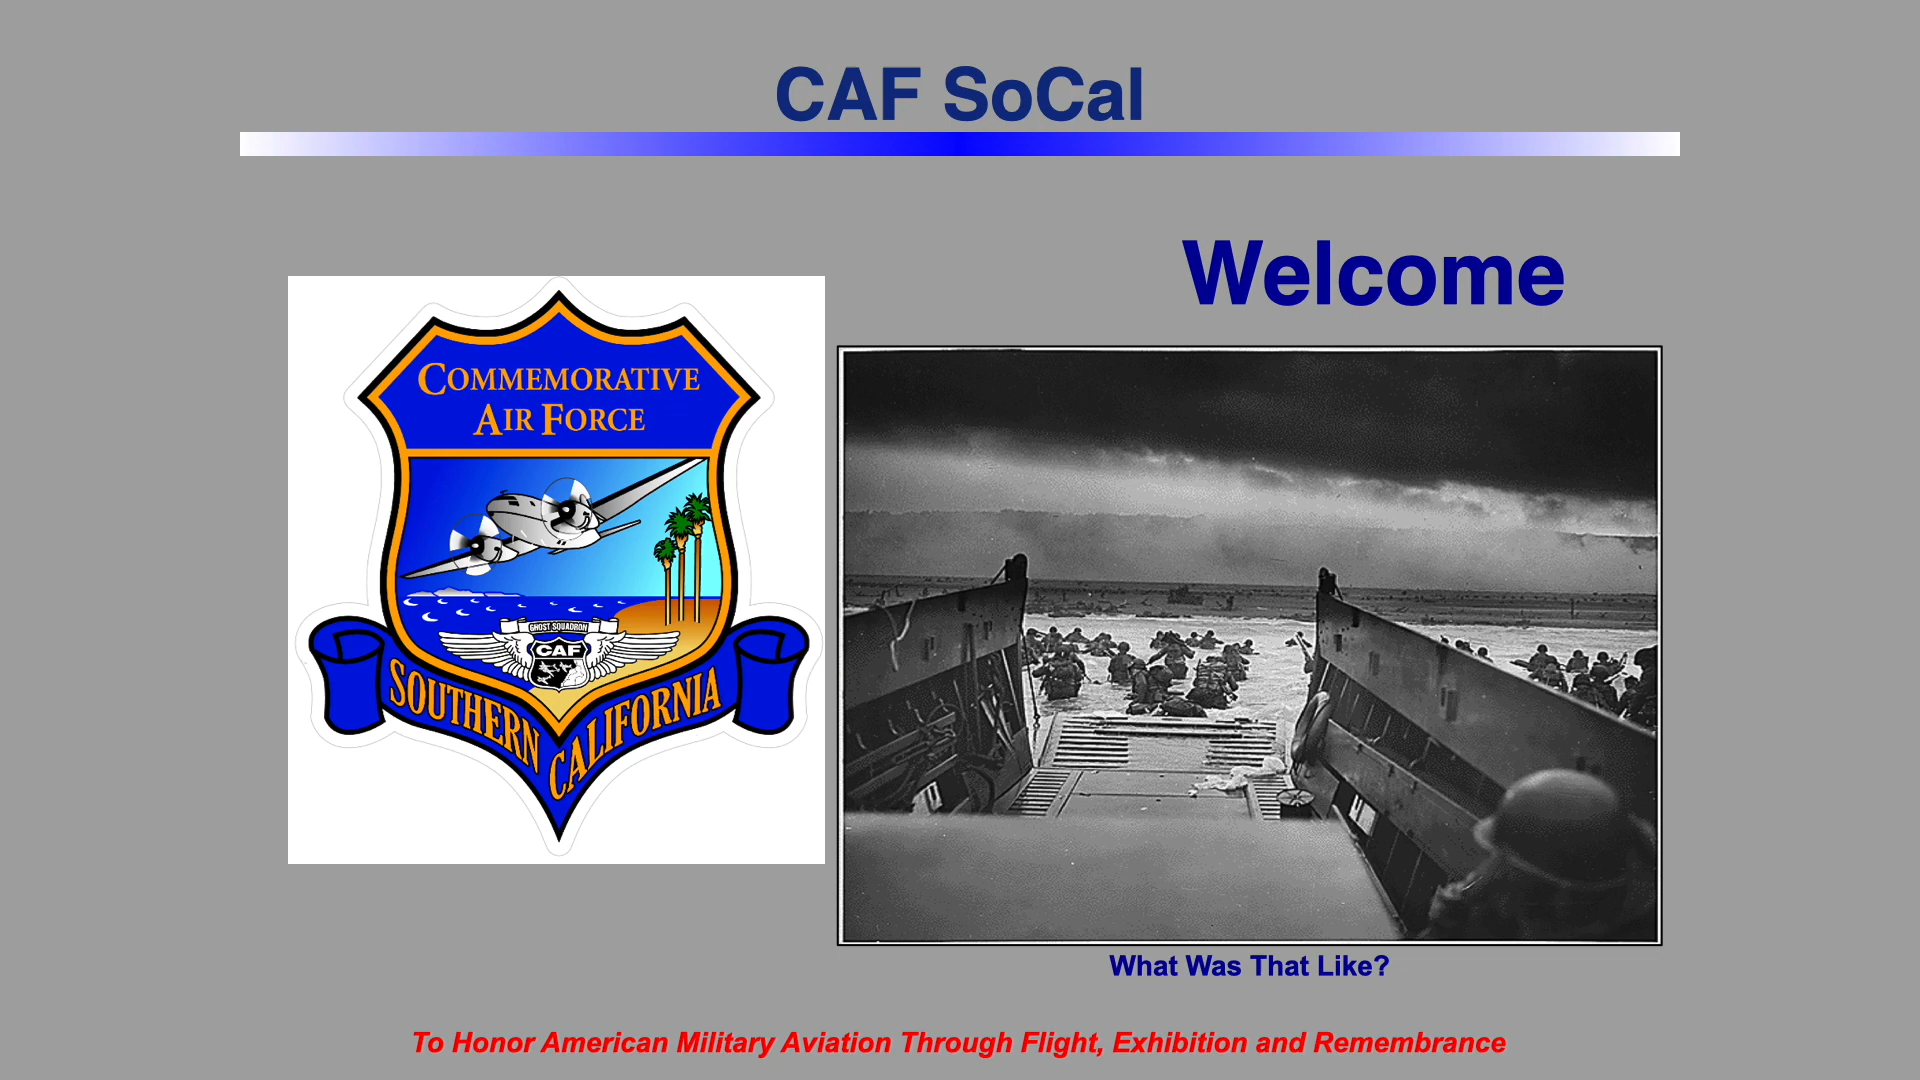 CAF SoCal
Welcome
COMMEMORATIVE
AIR FORCE
GHOST SQUADRON
CAF
SOUTHERN CALIFORNIA
What Was That Like?
To Honor American Military Aviation Through Flight, Exhibition and Remembrance